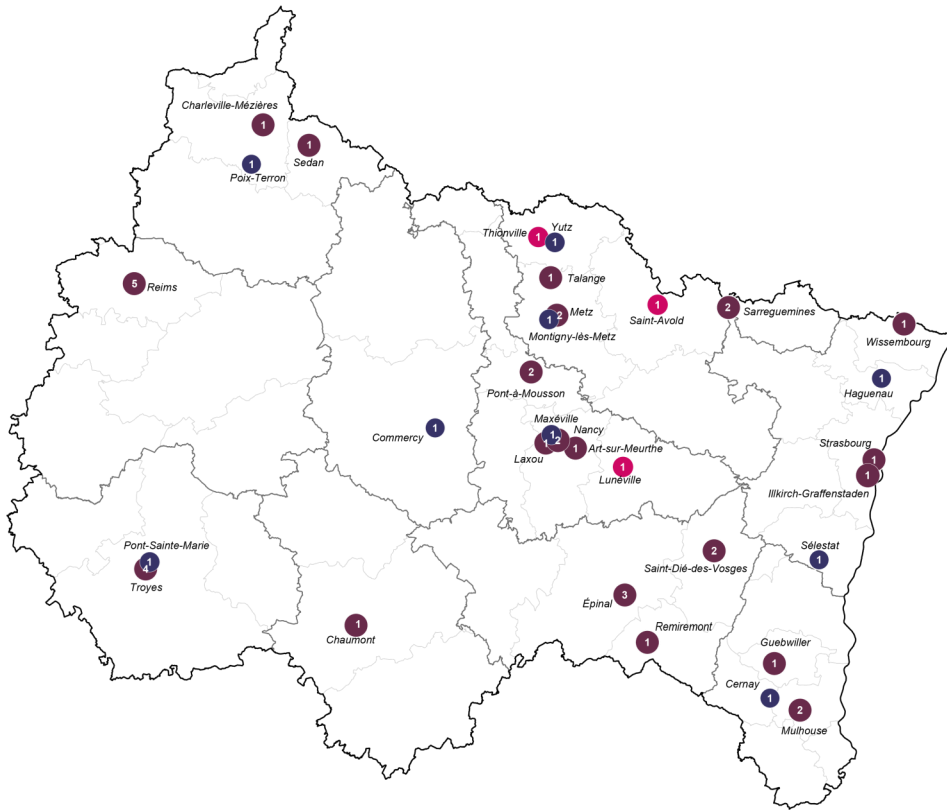 Charleville-Mézières
1
1
Sedan
1
Poix-Terron
Thionville
Yutz
1
1
1
Talange
5
Reims
Metz
2
1
Montigny-lès-Metz
1
Saint-Avold
2
Sarreguemines
1
Wissembourg
2
Pont-à-Mousson
1
Haguenau
Commercy
1
Maxéville
Nancy
1
1
2
1
Art-sur-Meurthe
Laxou
1
Lunéville
Strasbourg
1
1
Illkirch-Graffenstaden
Pont-Sainte-Marie
1
4
Troyes
2
Saint-Dié-des-Vosges
Sélestat
1
Épinal
3
Chaumont
1
Remiremont
1
Guebwiller
1
Cernay
1
2
Mulhouse